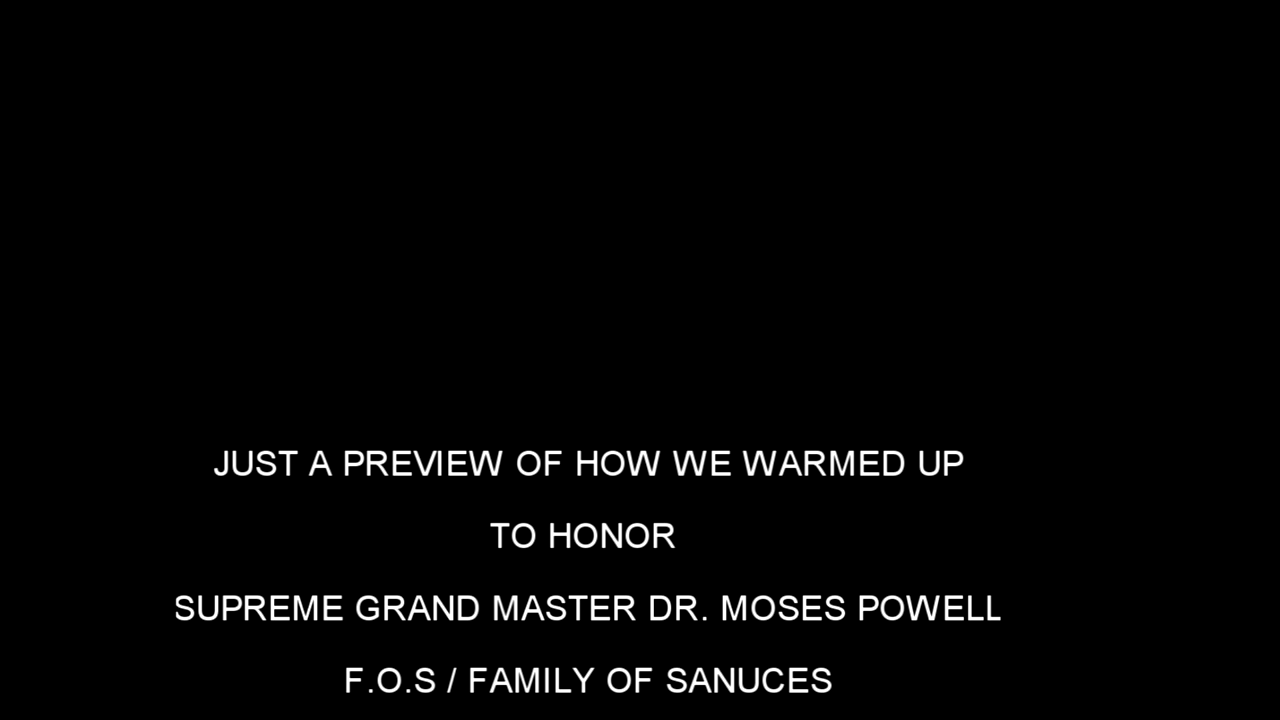 JUST A PREVIEW OF HOW WE WARMED UP
TO HONOR
SUPREME GRAND MASTER DR. MOSES POWELL
F.O.S / FAMILY OF SANUCES